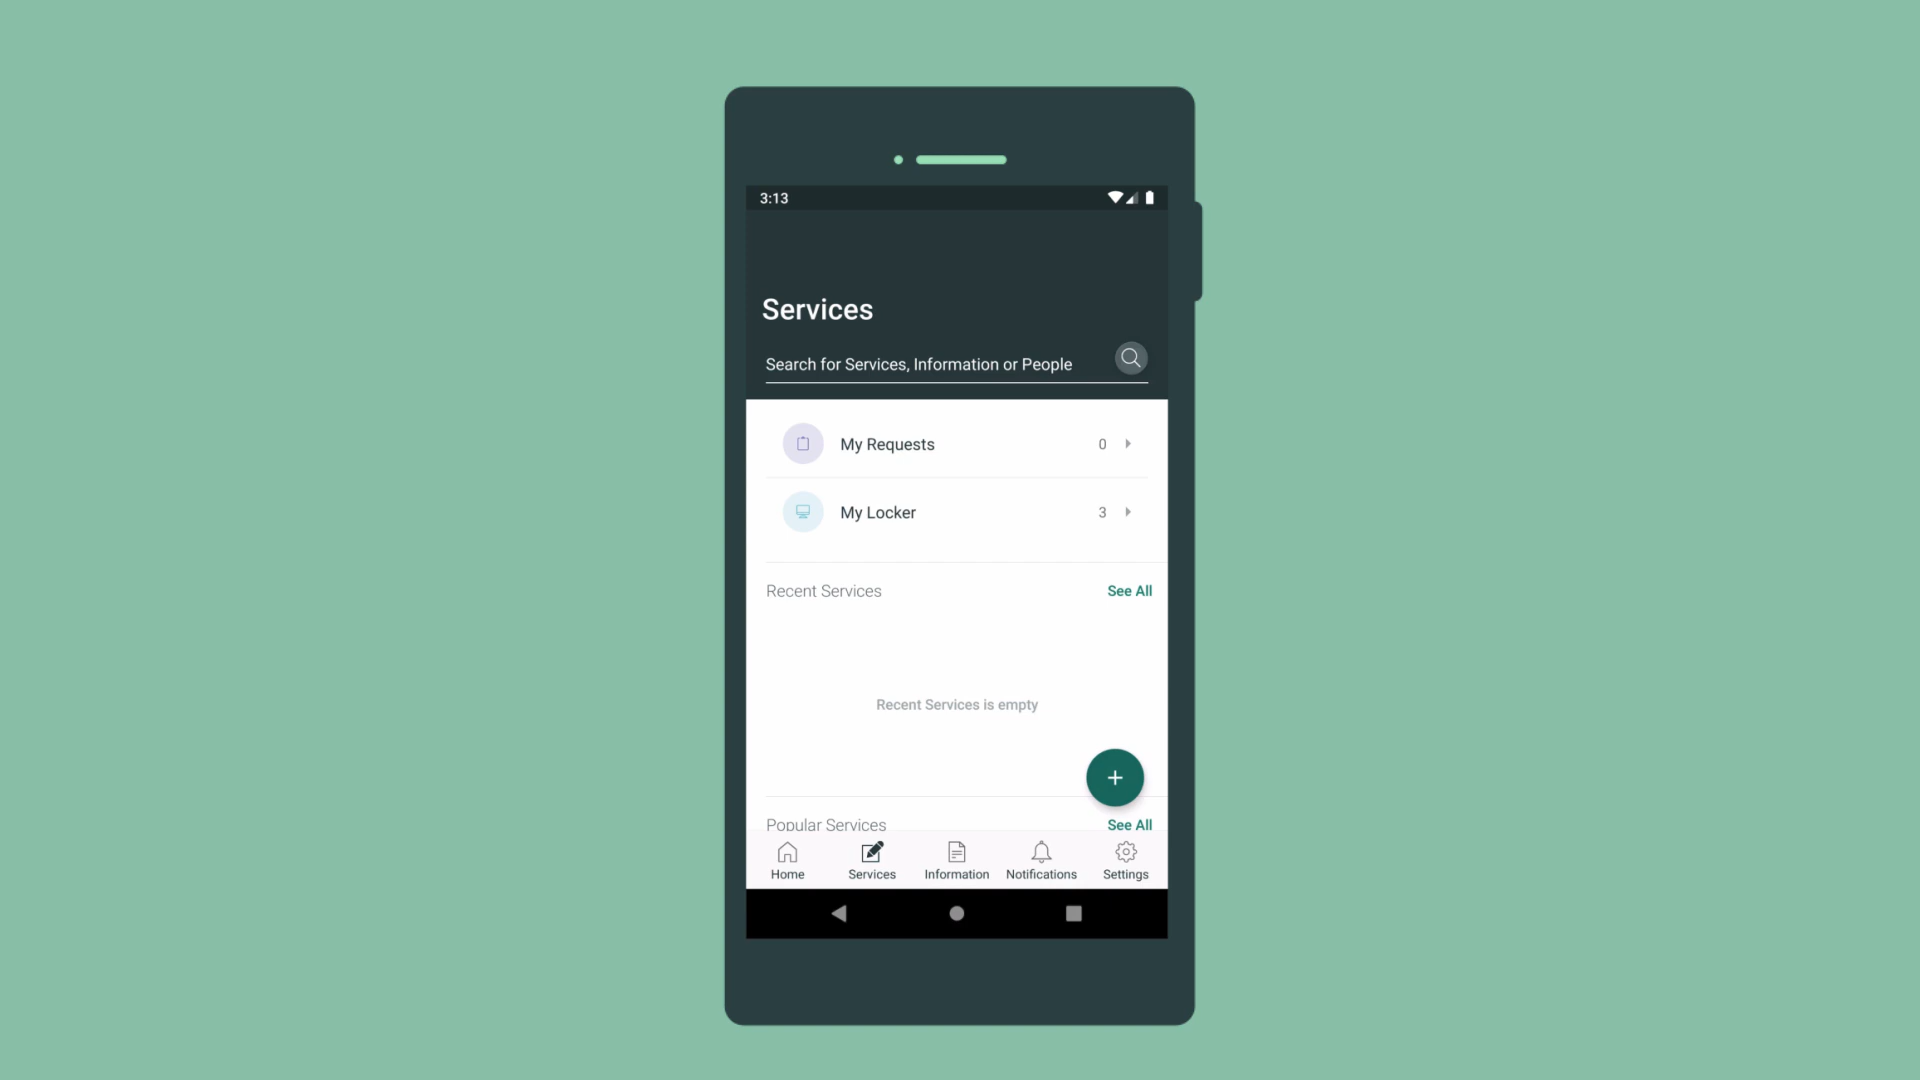 3:13
Services
Search for Services, Information or People
My Requests 0
My Locker 3
Recent Services See All
Recent Services is empty
Popular Services See All
Home Services Information Notifications Settings